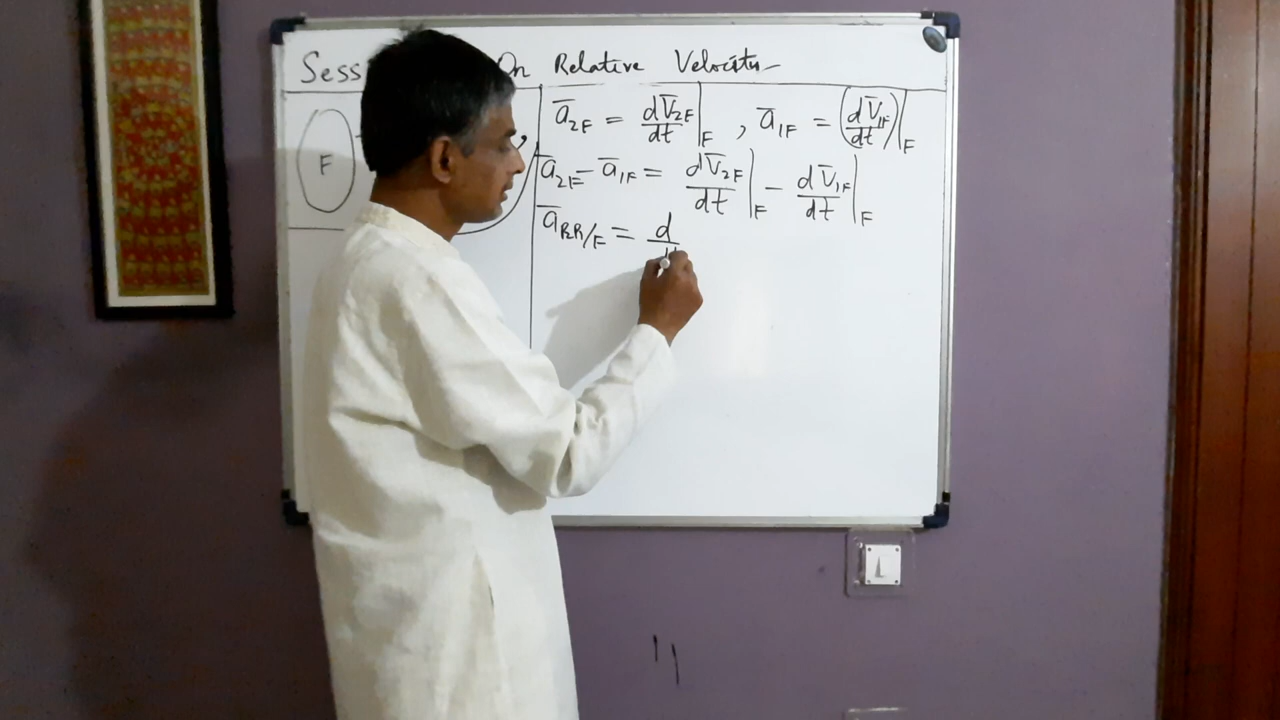 Sess On Relative Velocity
F
a̅₂F = dV̅₂F/dt |F , a̅₁F = (dV̅₁F/dt)|F
a̅₂F − a̅₁F = dV̅₂F/dt |F − dV̅₁F/dt |F
a̅RR/F = d/dt